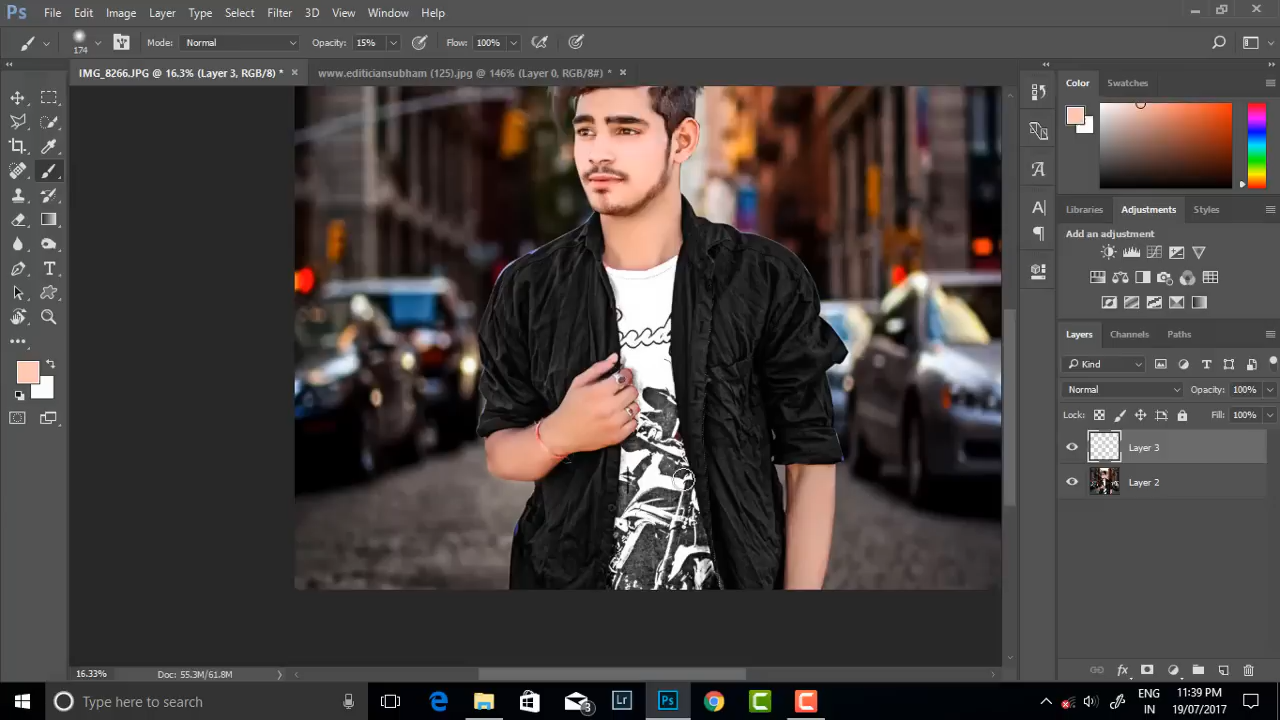 Ps File Edit Image Layer Type Select Filter 3D View Window Help
174 Mode: Normal Opacity: 15% Flow: 100%
IMG_8266.JPG @ 16.3% (Layer 3, RGB/8) * × www.editiciansubham (125).jpg @ 146% (Layer 0, RGB/8#) * ×
Color Swatches
Libraries Adjustments Styles
Add an adjustment
Layers Channels Paths
Kind
Normal Opacity: 100%
Lock: Fill: 100%
Layer 3
Layer 2
16.33% Doc: 55.3M/61.8M
Type here to search
Lr Ps
3
ENG
IN
11:39 PM
19/07/2017